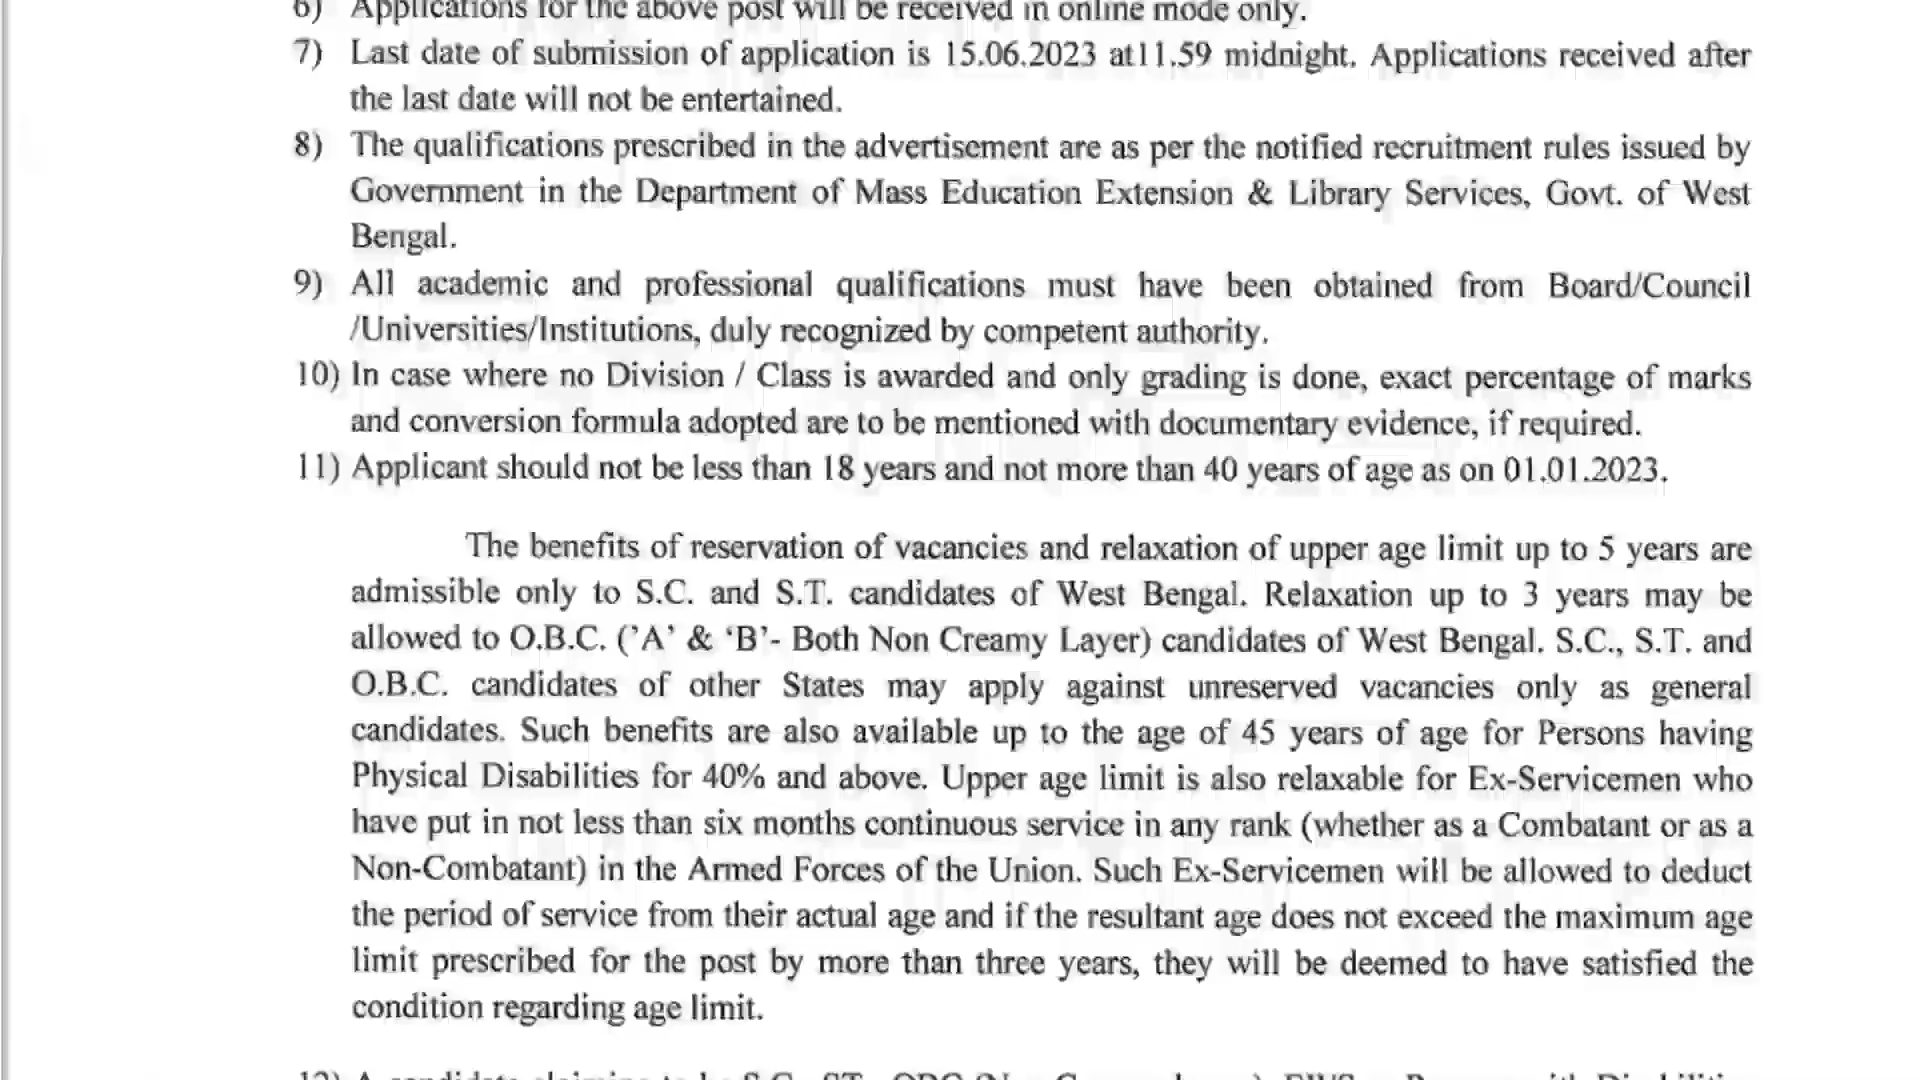 6) Applications for the above post will be received in online mode only.
7) Last date of submission of application is 15.06.2023 at11.59 midnight. Applications received after
the last date will not be entertained.
8) The qualifications prescribed in the advertisement are as per the notified recruitment rules issued by
Government in the Department of Mass Education Extension & Library Services, Govt. of West
Bengal.
9) All academic and professional qualifications must have been obtained from Board/Council
/Universities/Institutions, duly recognized by competent authority.
10) In case where no Division / Class is awarded and only grading is done, exact percentage of marks
and conversion formula adopted are to be mentioned with documentary evidence, if required.
11) Applicant should not be less than 18 years and not more than 40 years of age as on 01.01.2023.
The benefits of reservation of vacancies and relaxation of upper age limit up to 5 years are
admissible only to S.C. and S.T. candidates of West Bengal. Relaxation up to 3 years may be
allowed to O.B.C. ('A' & 'B'- Both Non Creamy Layer) candidates of West Bengal. S.C., S.T. and
O.B.C. candidates of other States may apply against unreserved vacancies only as general
candidates. Such benefits are also available up to the age of 45 years of age for Persons having
Physical Disabilities for 40% and above. Upper age limit is also relaxable for Ex-Servicemen who
have put in not less than six months continuous service in any rank (whether as a Combatant or as a
Non-Combatant) in the Armed Forces of the Union. Such Ex-Servicemen will be allowed to deduct
the period of service from their actual age and if the resultant age does not exceed the maximum age
limit prescribed for the post by more than three years, they will be deemed to have satisfied the
condition regarding age limit.